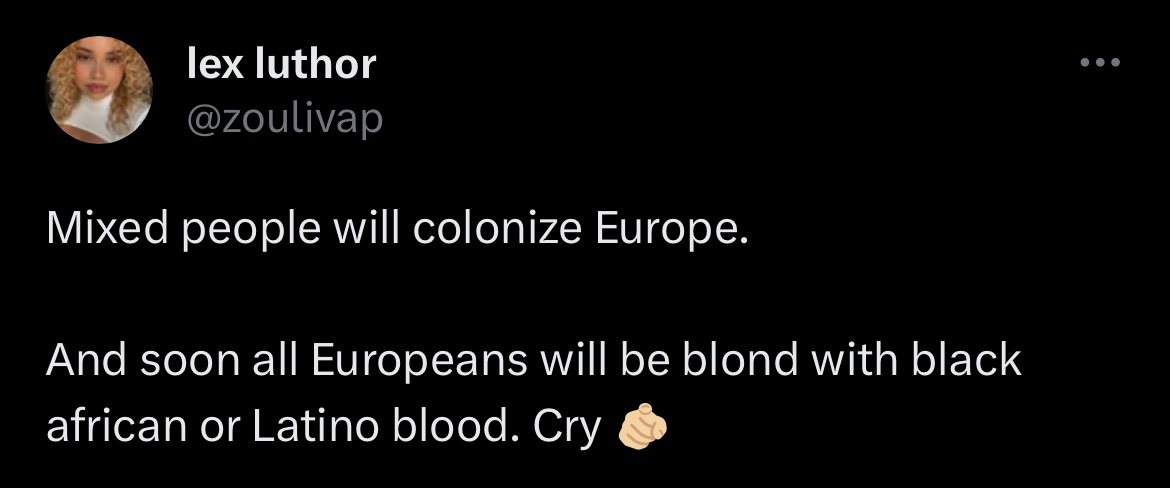 lex luthor
@zoulivap
Mixed people will colonize Europe.
And soon all Europeans will be blond with black
african or Latino blood. Cry 🫵🏼